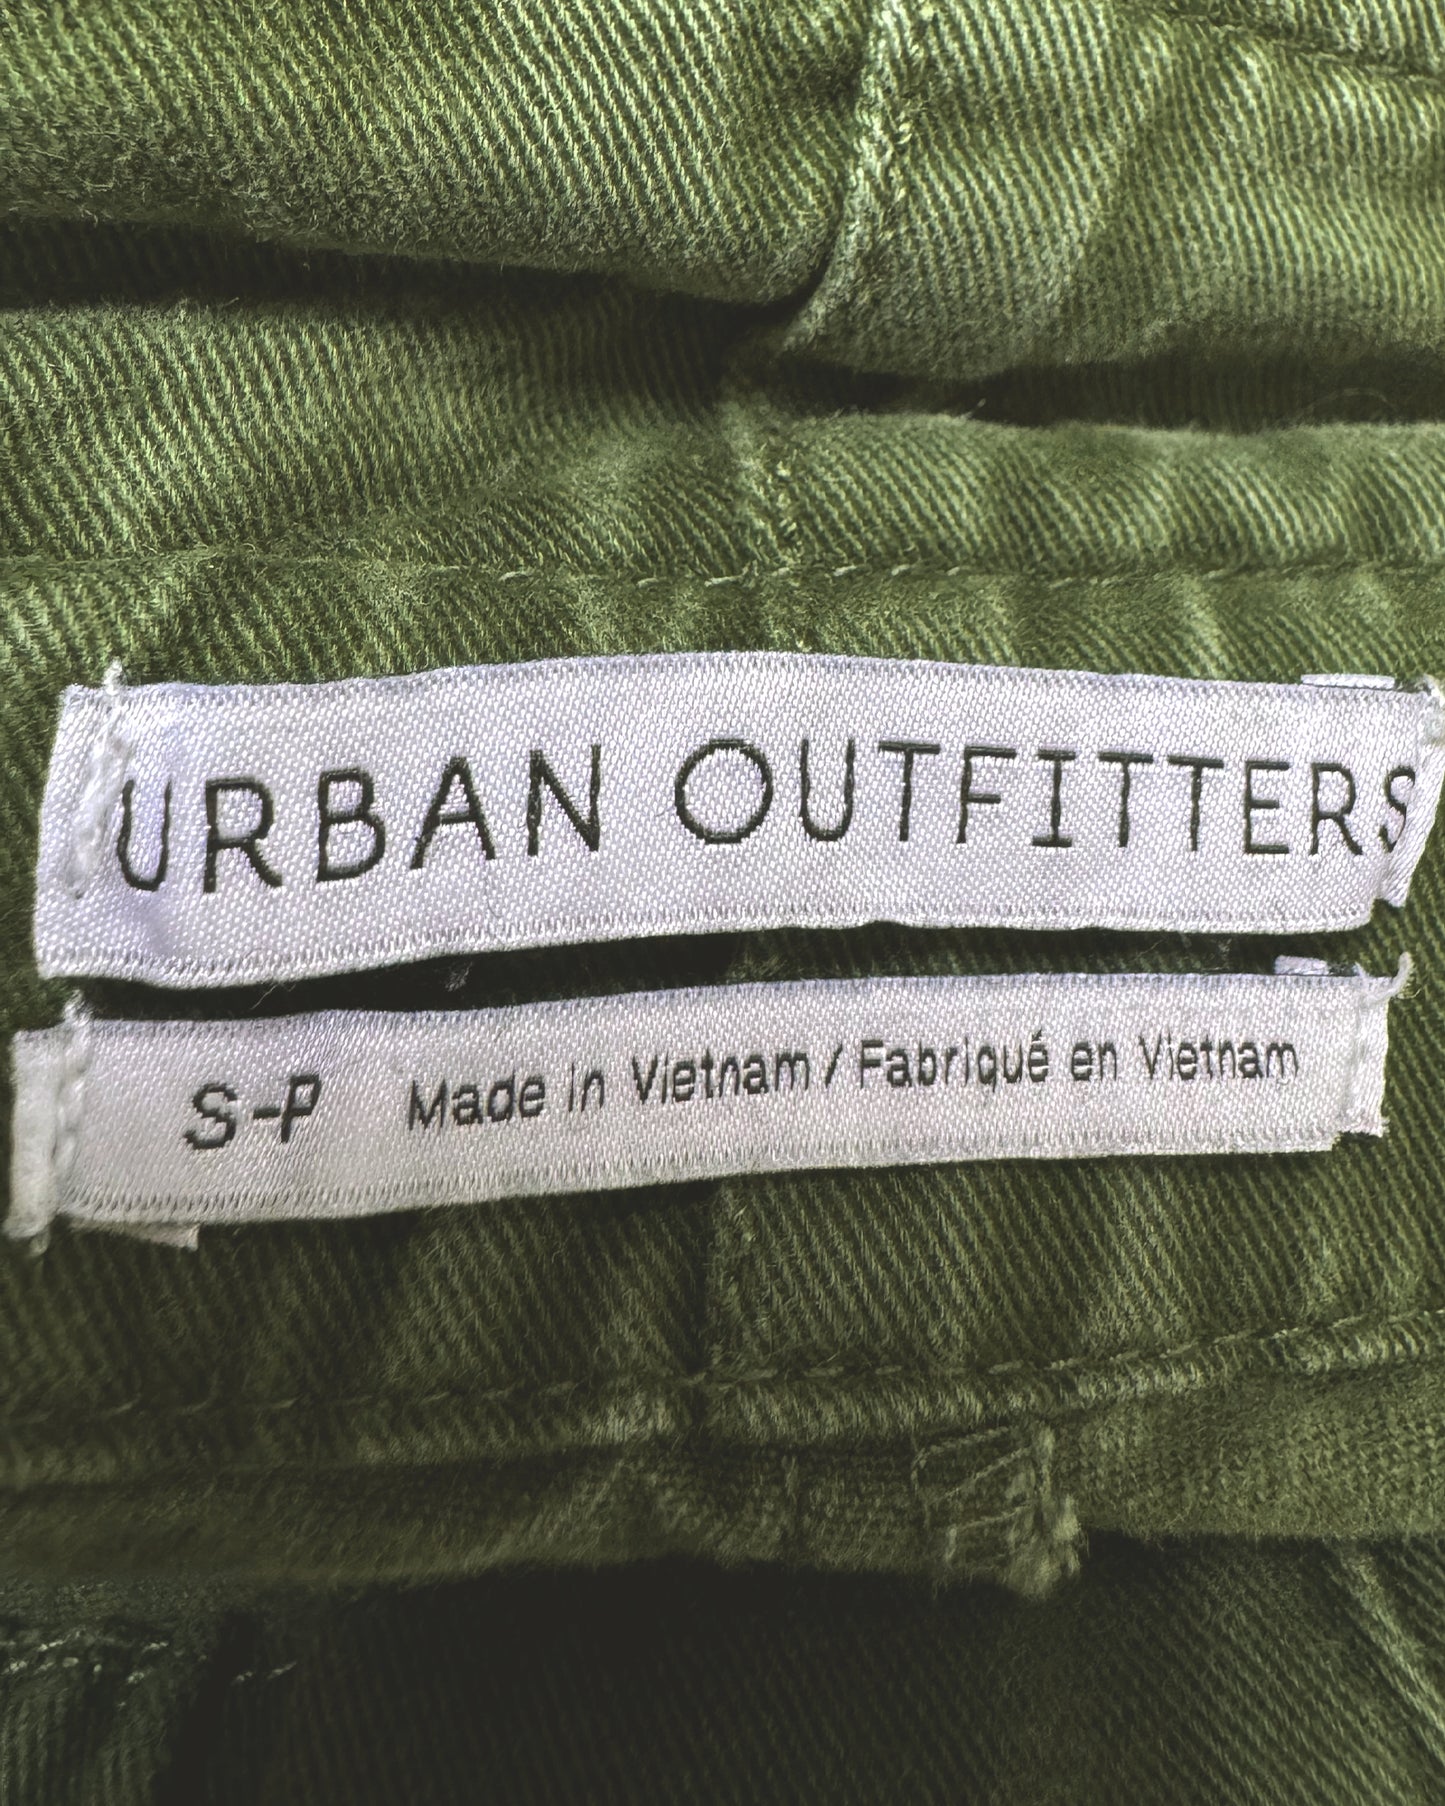 URBAN OUTFITTERS
S-P Made in Vietnam / Fabriqué en Vietnam